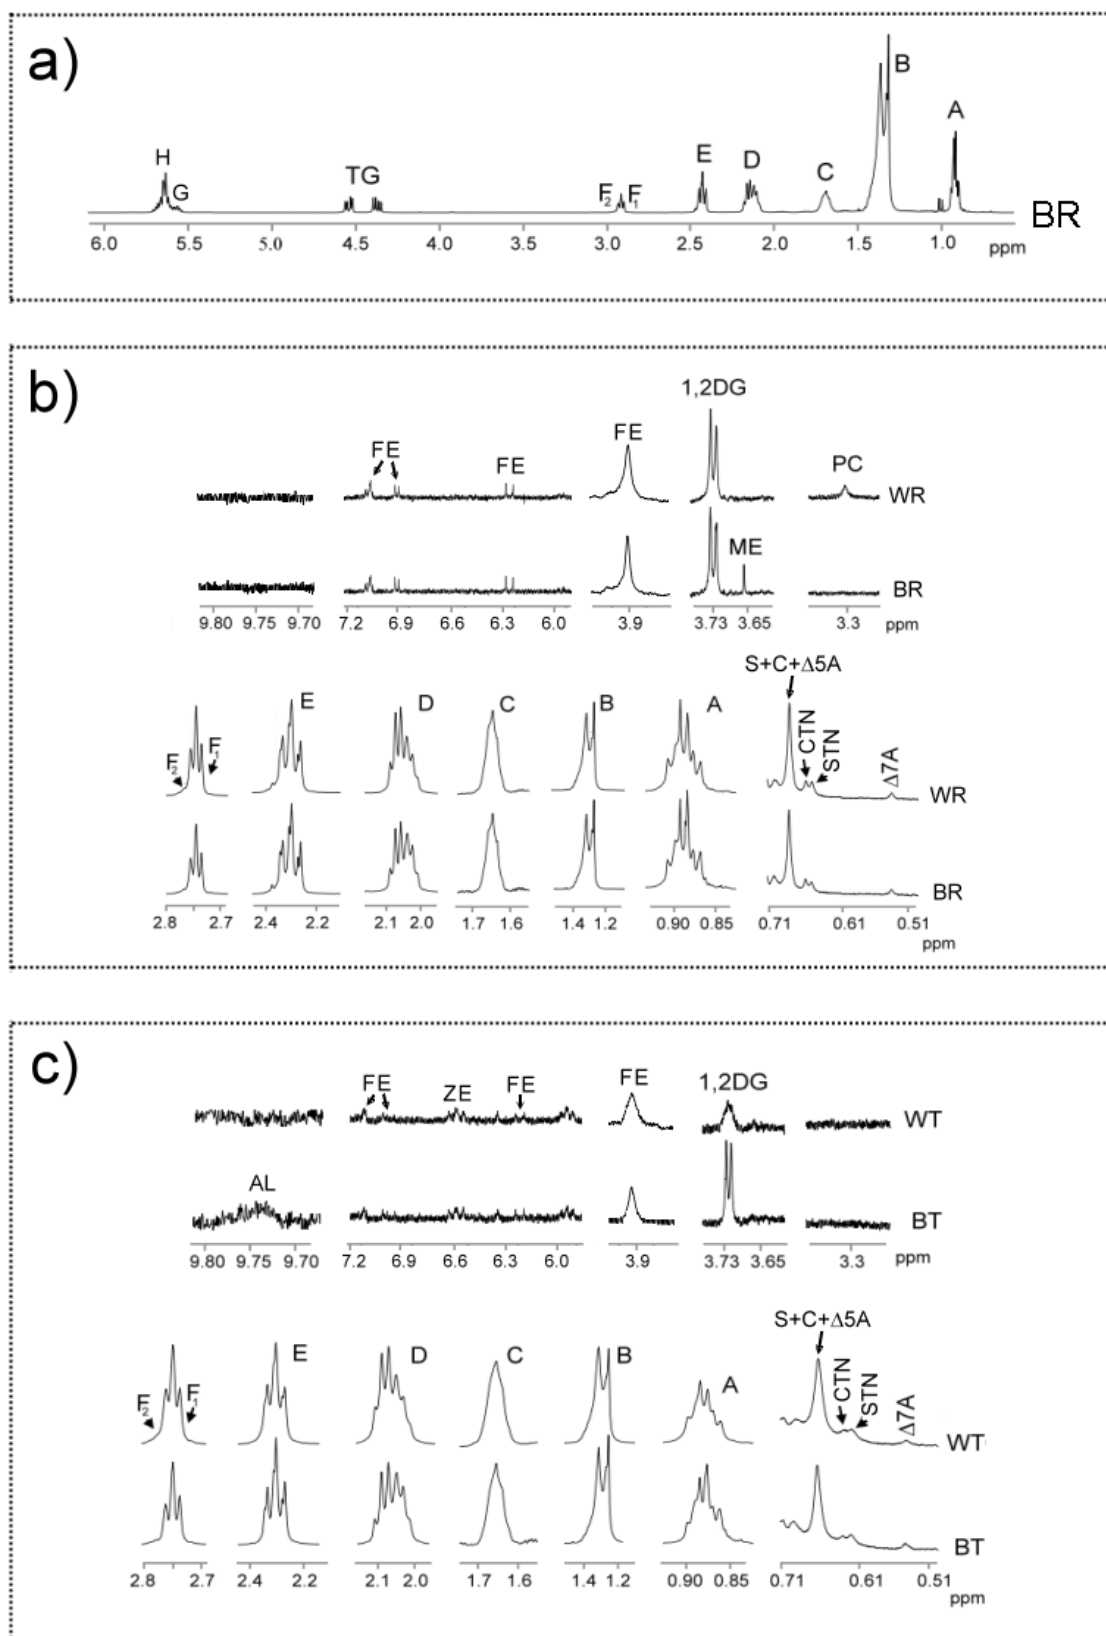 a)
H
G
TG
F2
F1
E
D
C
B
A
BR
6.0 5.5 5.0 4.5 4.0 3.5 3.0 2.5 2.0 1.5 1.0
ppm
b)
1,2DG
FE
FE
FE
PC
WR
ME
BR
9.80 9.75 9.70 7.2 6.9 6.6 6.3 6.0 3.9 3.73 3.65 3.3 ppm
S+C+Δ5A
F2
F1
E
D
C
B
A
CTN
STN
Δ7A
WR
BR
2.8 2.7 2.4 2.2 2.1 2.0 1.7 1.6 1.4 1.2 0.90 0.85 0.71 0.61 0.51
ppm
c)
FE
ZE
FE
FE
1,2DG
WT
AL
BT
9.80 9.75 9.70 7.2 6.9 6.6 6.3 6.0 3.9 3.73 3.65 3.3 ppm
S+C+Δ5A
F2
F1
E
D
C
B
A
CTN
STN
Δ7A
WT
BT
2.8 2.7 2.4 2.2 2.1 2.0 1.7 1.6 1.4 1.2 0.90 0.85 0.71 0.61 0.51
ppm